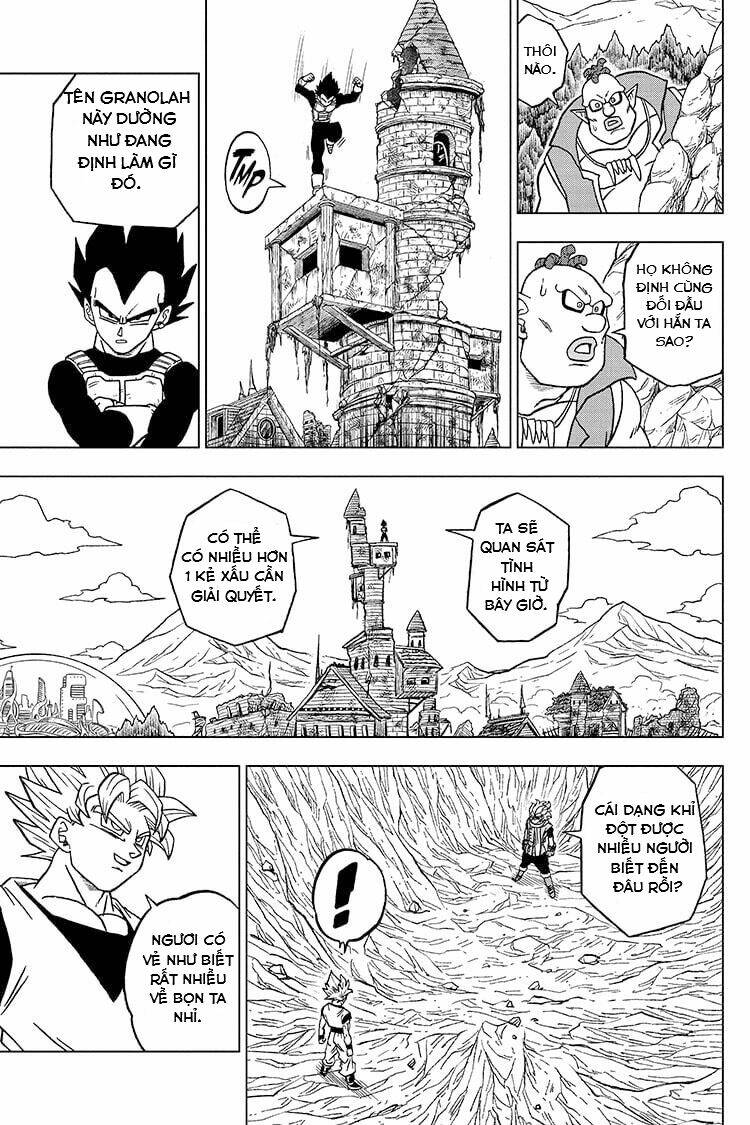 THÔI
NÀO.
HỌ KHÔNG
ĐỊNH CÙNG
ĐỐI ĐẦU
VỚI HẮN TA
SAO?
TMP
TÊN GRANOLAH
NÀY DƯỜNG
NHƯ ĐANG
ĐỊNH LÀM GÌ
ĐÓ.
TA SẼ
QUAN SÁT
TÌNH
HÌNH TỪ
BÂY GIỜ.
CÓ THỂ
CÓ NHIỀU HƠN
1 KẺ XẤU CẦN
GIẢI QUYẾT.
CÁI DẠNG KHỈ
ĐỘT ĐƯỢC
NHIỀU NGƯỜI
BIẾT ĐẾN
ĐÂU RỒI?
!
NGƯƠI CÓ
VẺ NHƯ BIẾT
RẤT NHIỀU
VỀ BỌN TA
NHỈ.